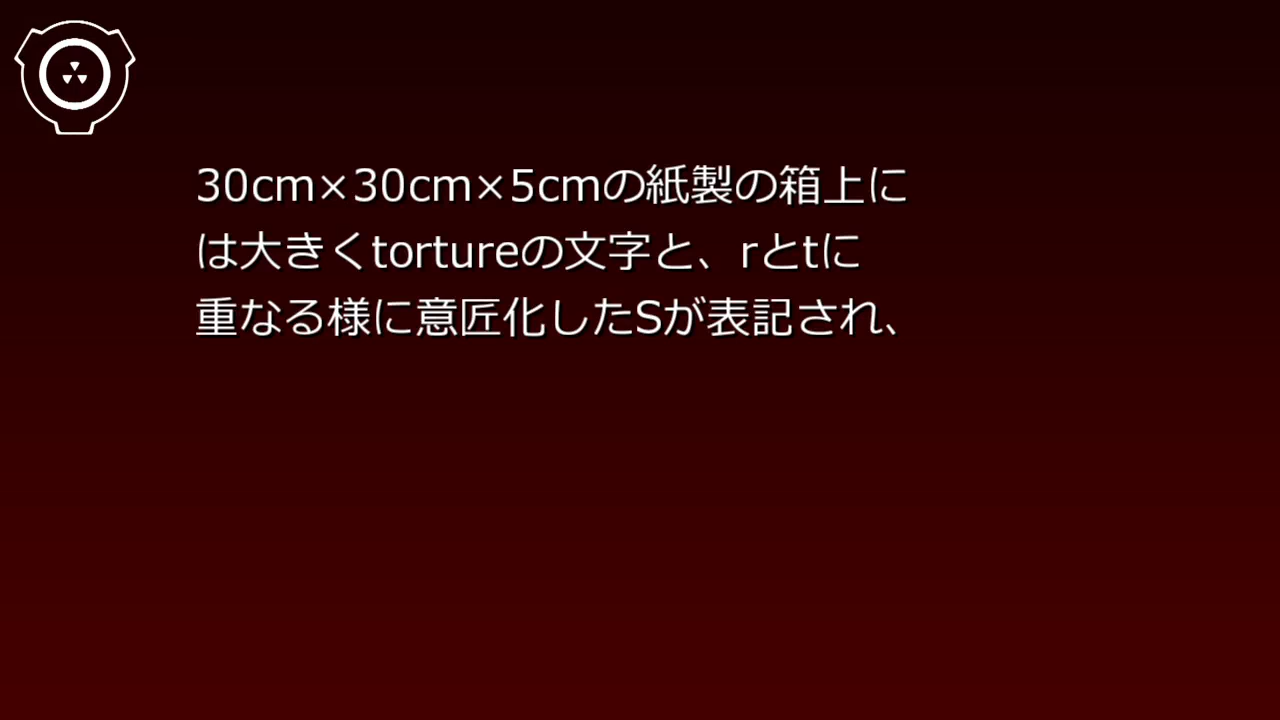 30cm×30cm×5cmの紙製の箱上に
は大きくtortureの文字と、rとtに
重なる様に意匠化したSが表記され、